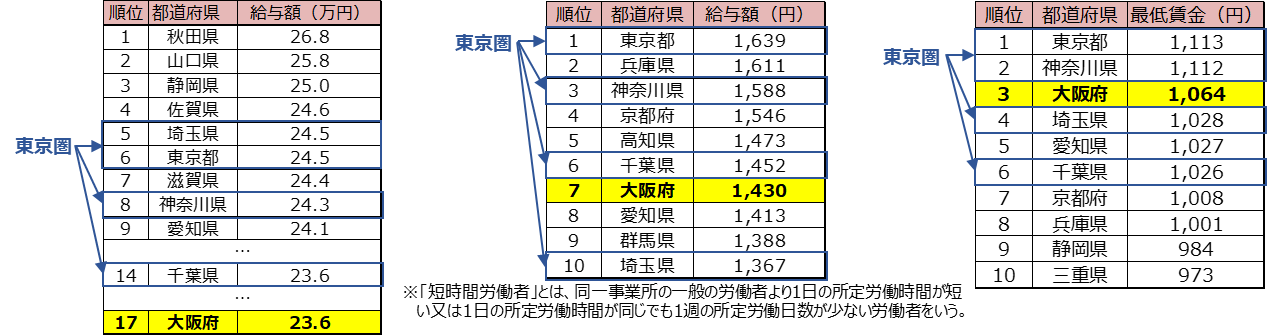 順位 都道府県 給与額（万円）
1 秋田県 26.8
2 山口県 25.8
3 静岡県 25.0
4 佐賀県 24.6
5 埼玉県 24.5
6 東京都 24.5
7 滋賀県 24.4
8 神奈川県 24.3
9 愛知県 24.1
…
14 千葉県 23.6
…
17 大阪府 23.6
東京圏
順位 都道府県 給与額（円）
1 東京都 1,639
2 兵庫県 1,611
3 神奈川県 1,588
4 京都府 1,546
5 高知県 1,473
6 千葉県 1,452
7 大阪府 1,430
8 愛知県 1,413
9 群馬県 1,388
10 埼玉県 1,367
東京圏
※「短時間労働者」とは、同一事業所の一般の労働者より1日の所定労働時間が短
い又は１日の所定労働時間が同じでも1週の所定労働日数が少ない労働者をいう。
順位 都道府県 最低賃金（円）
1 東京都 1,113
2 神奈川県 1,112
3 大阪府 1,064
4 埼玉県 1,028
5 愛知県 1,027
6 千葉県 1,026
7 京都府 1,008
8 兵庫県 1,001
9 静岡県 984
10 三重県 973
東京圏